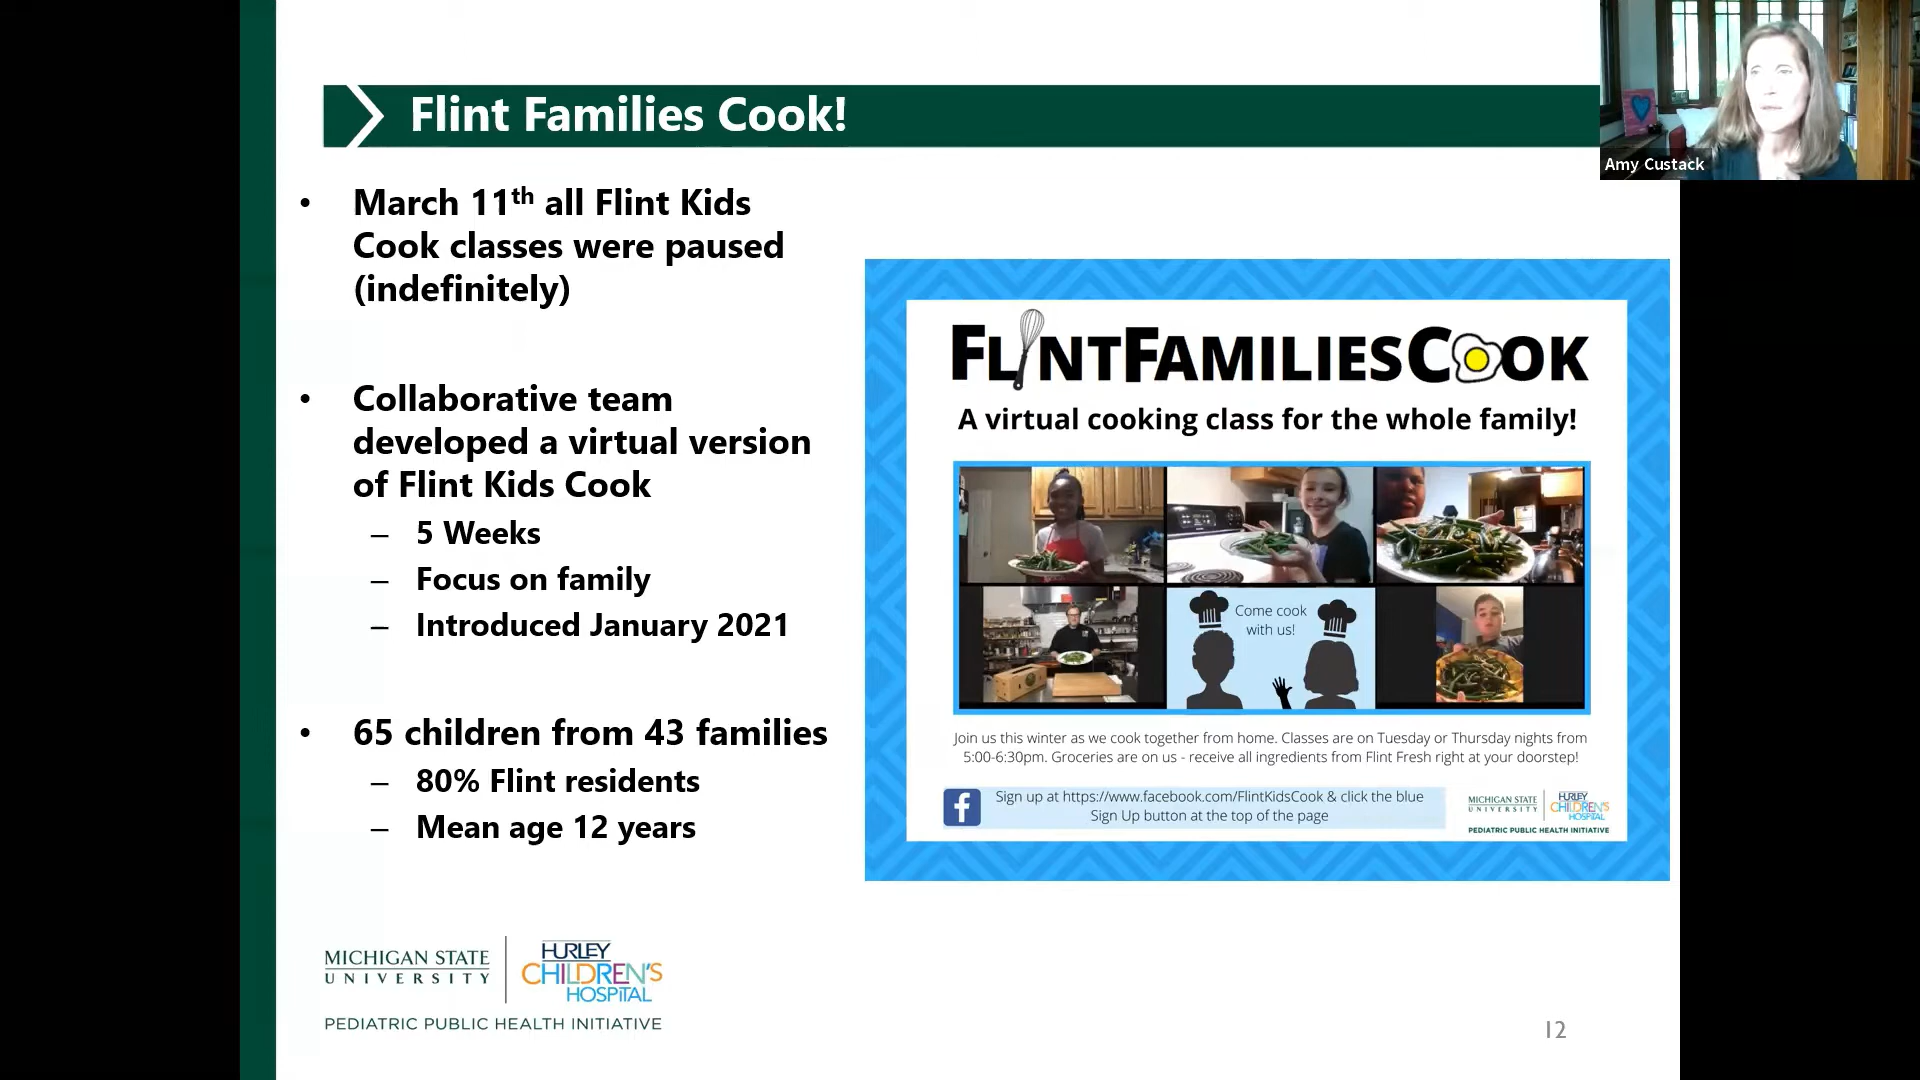 Flint Families Cook!
Amy Custack
• March 11th all Flint Kids
Cook classes were paused
(indefinitely)
• Collaborative team
developed a virtual version
of Flint Kids Cook
– 5 Weeks
– Focus on family
– Introduced January 2021
• 65 children from 43 families
– 80% Flint residents
– Mean age 12 years
FLINTFAMILIESCOOK
A virtual cooking class for the whole family!
Come cook
with us!
Join us this winter as we cook together from home. Classes are on Tuesday or Thursday nights from
5:00-6:30pm. Groceries are on us - receive all ingredients from Flint Fresh right at your doorstep!
Sign up at https://www.facebook.com/FlintKidsCook & click the blue
Sign Up button at the top of the page
MICHIGAN STATE
UNIVERSITY
HURLEY
CHILDREN'S
HOSPITAL
PEDIATRIC PUBLIC HEALTH INITIATIVE
MICHIGAN STATE
UNIVERSITY
HURLEY
CHILDREN'S
HOSPITAL
PEDIATRIC PUBLIC HEALTH INITIATIVE
12